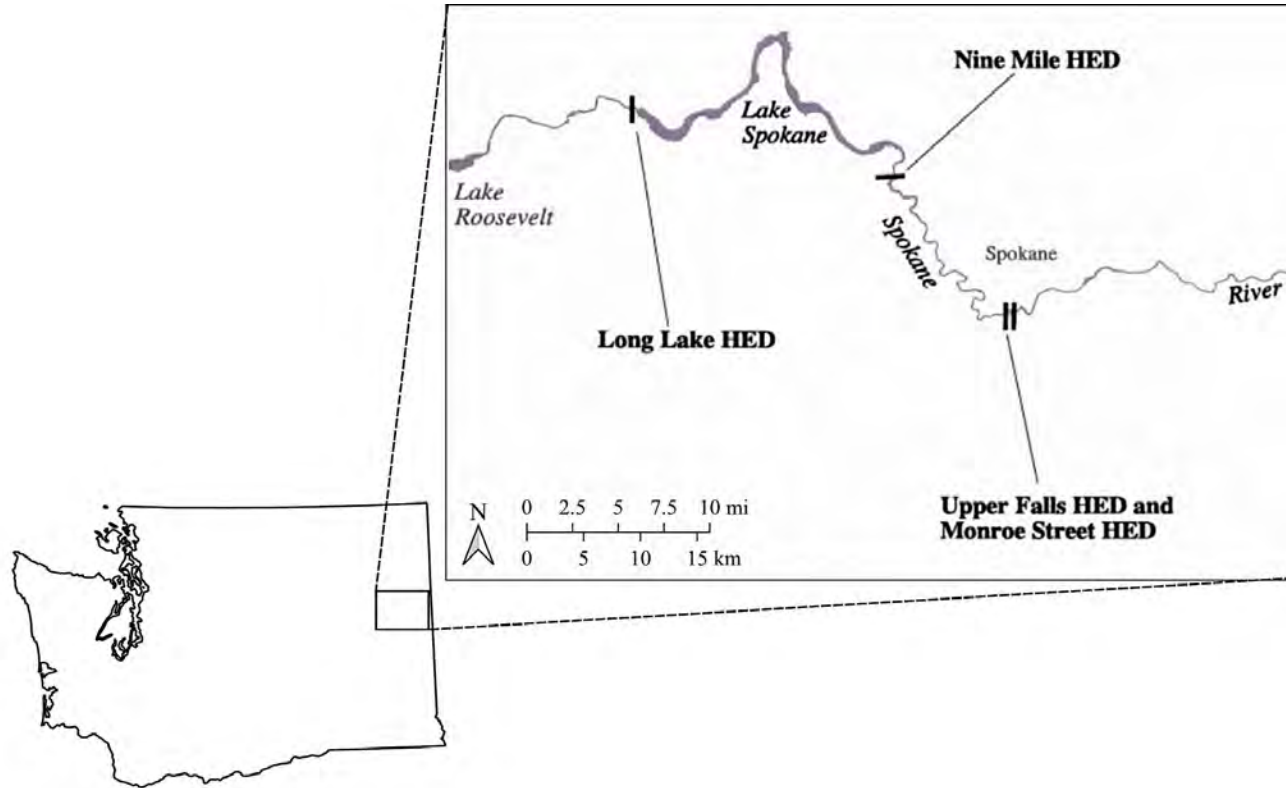 Nine Mile HED
Lake
Spokane
Lake
Roosevelt
Spokane
Spokane
River
Long Lake HED
Upper Falls HED and
Monroe Street HED
N
0 2.5 5 7.5 10 mi
0 5 10 15 km